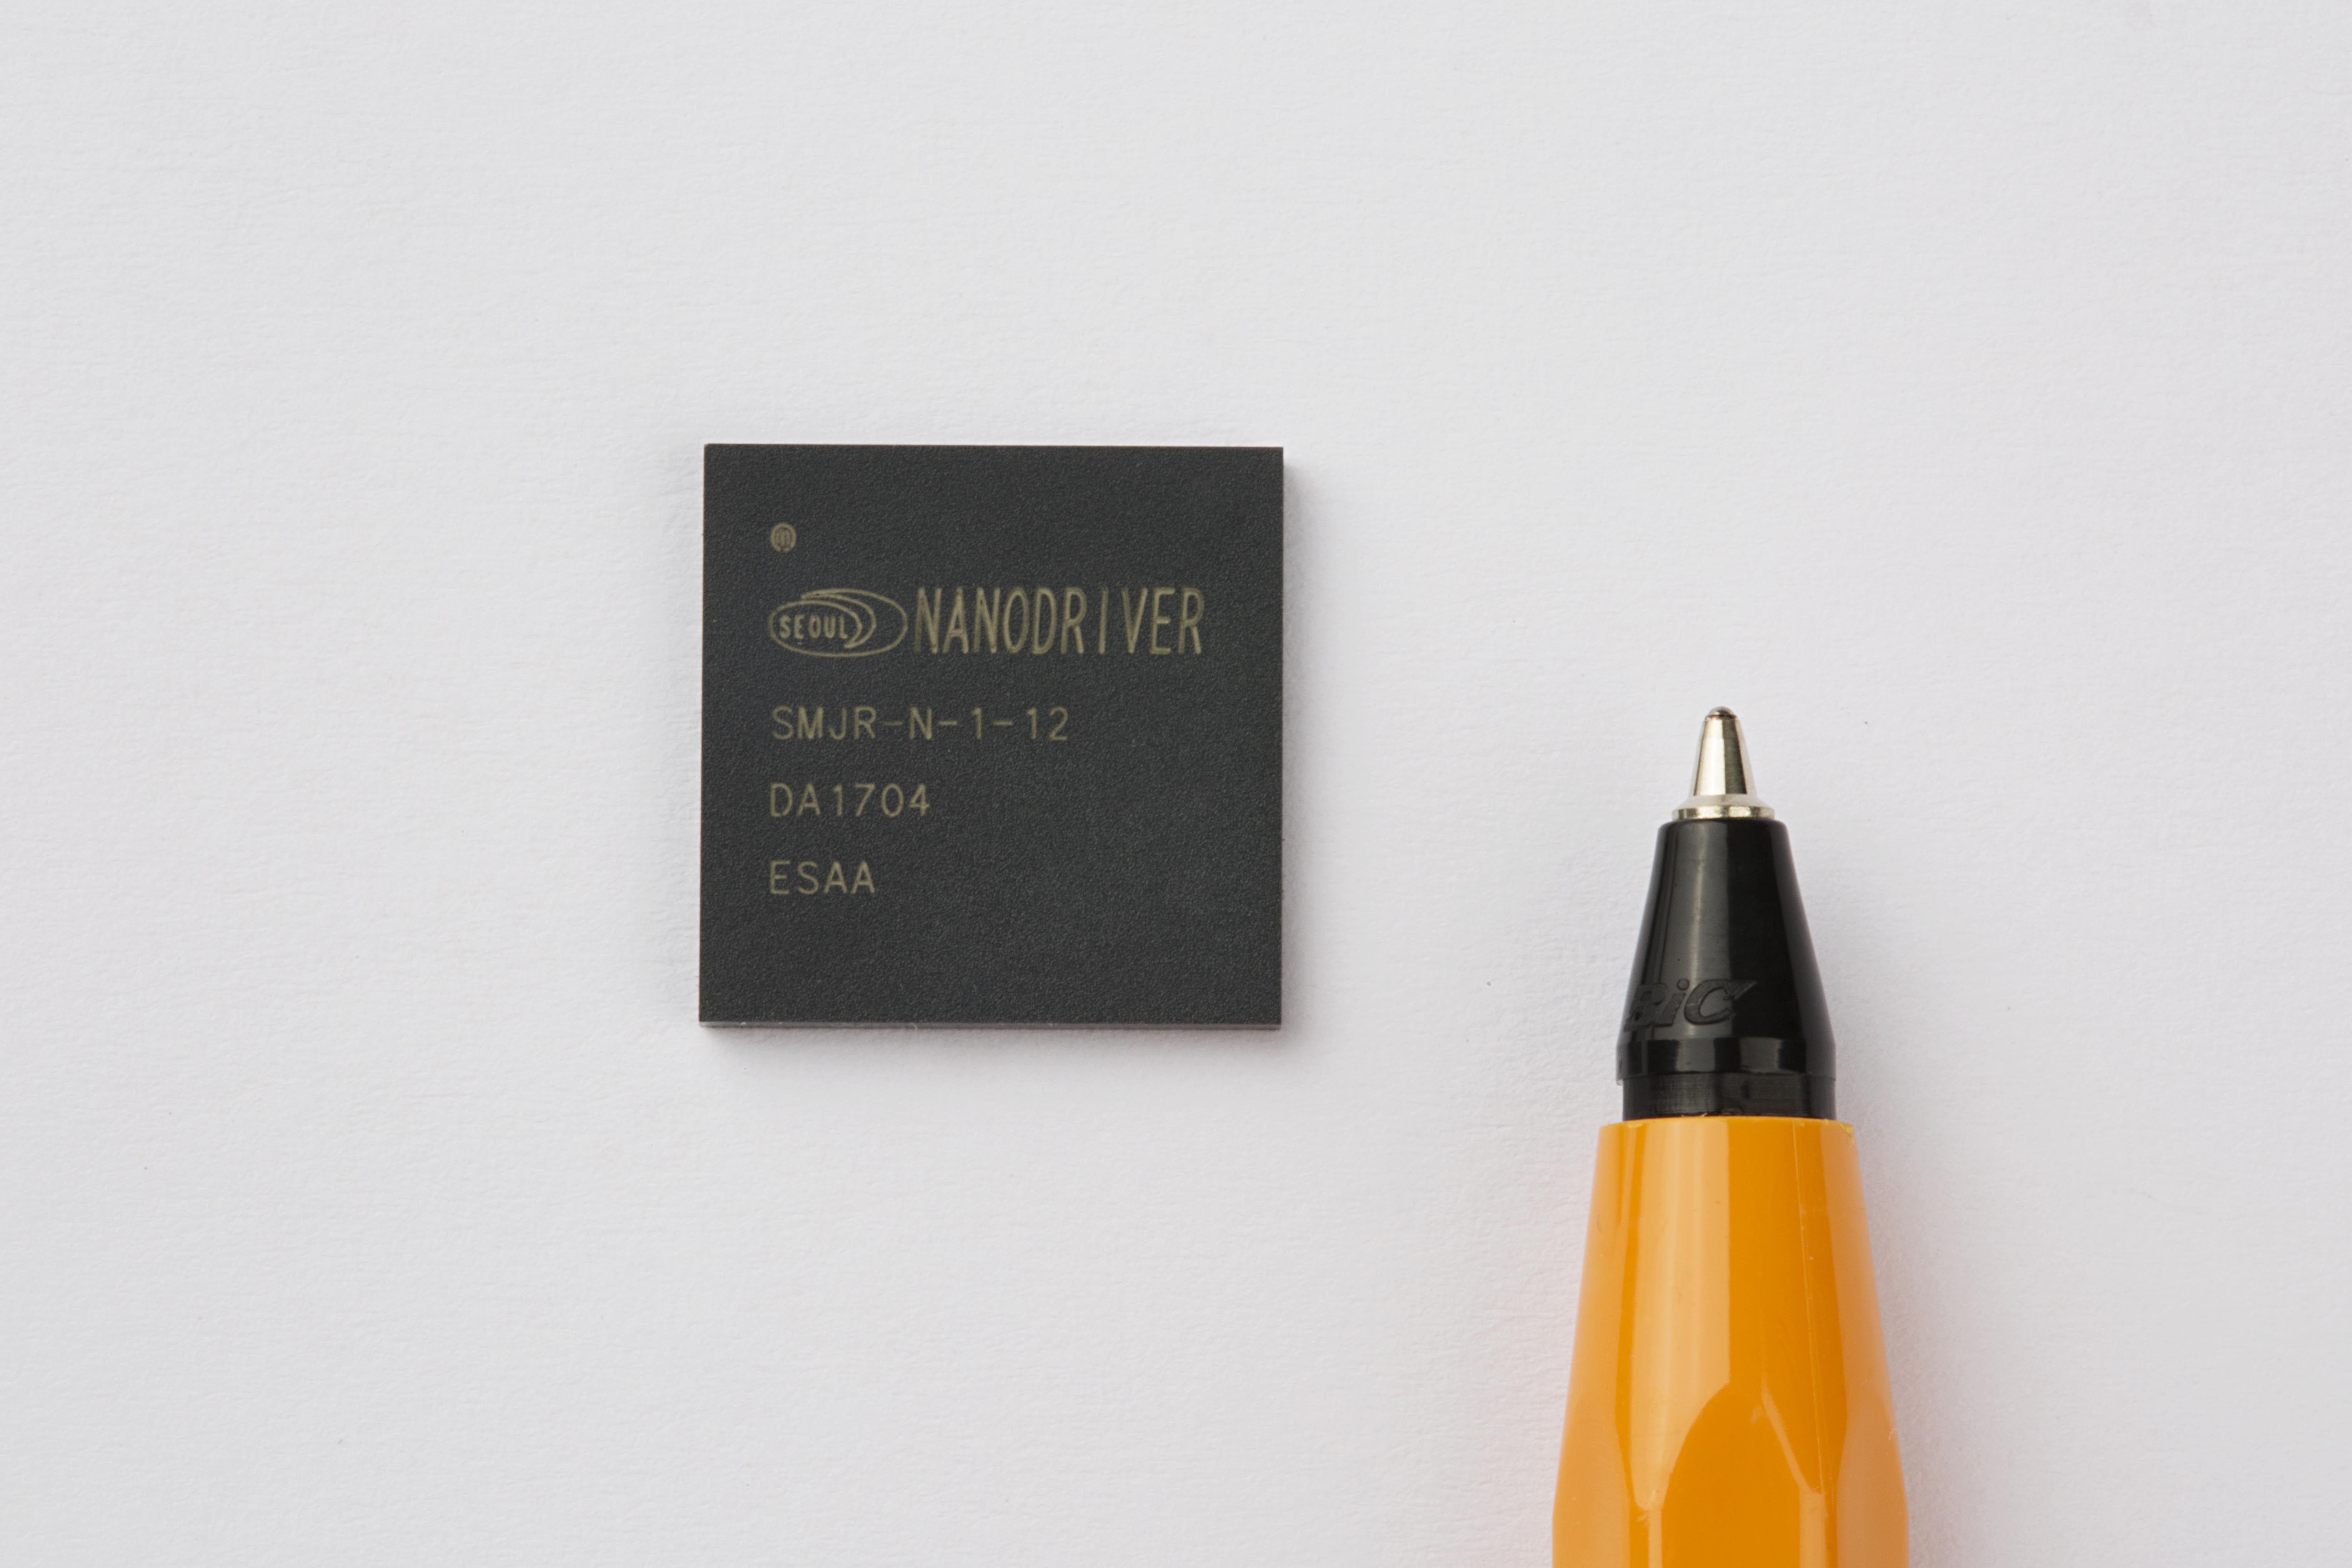 SEOUL NANODRIVER
SMJR-N-1-12
DA1704
ESAA
BiC